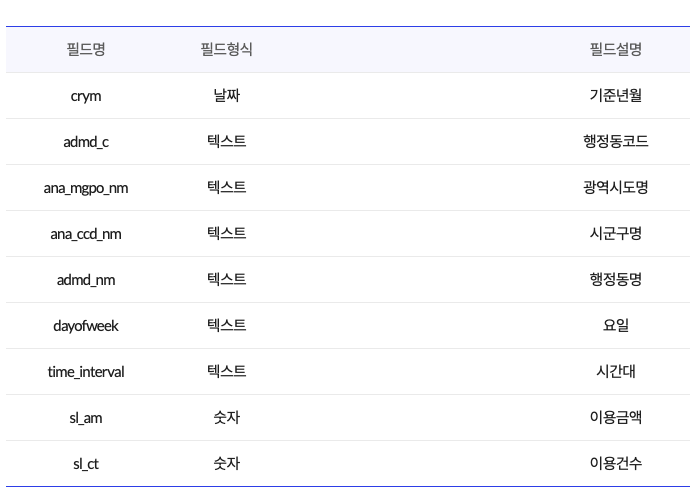 필드명 필드형식 필드설명
crym 날짜 기준년월
admd_c 텍스트 행정동코드
ana_mgpo_nm 텍스트 광역시도명
ana_ccd_nm 텍스트 시군구명
admd_nm 텍스트 행정동명
dayofweek 텍스트 요일
time_interval 텍스트 시간대
sl_am 숫자 이용금액
sl_ct 숫자 이용건수